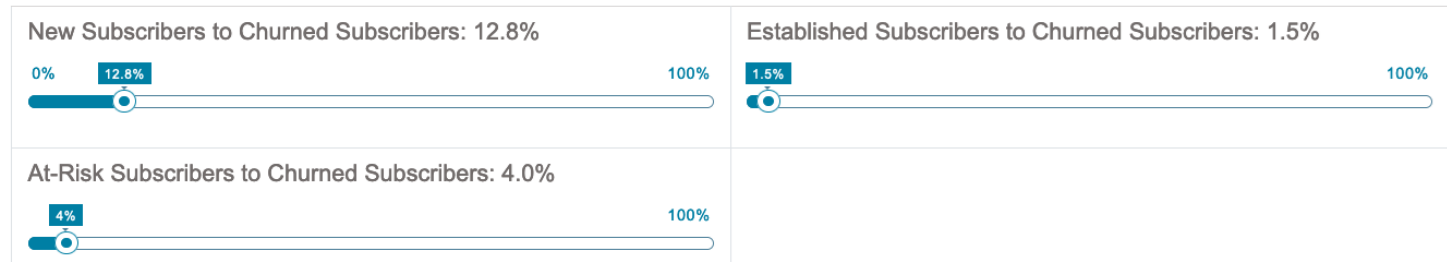 New Subscribers to Churned Subscribers: 12.8%
0% 12.8% 100%
Established Subscribers to Churned Subscribers: 1.5%
1.5% 100%
At-Risk Subscribers to Churned Subscribers: 4.0%
4% 100%